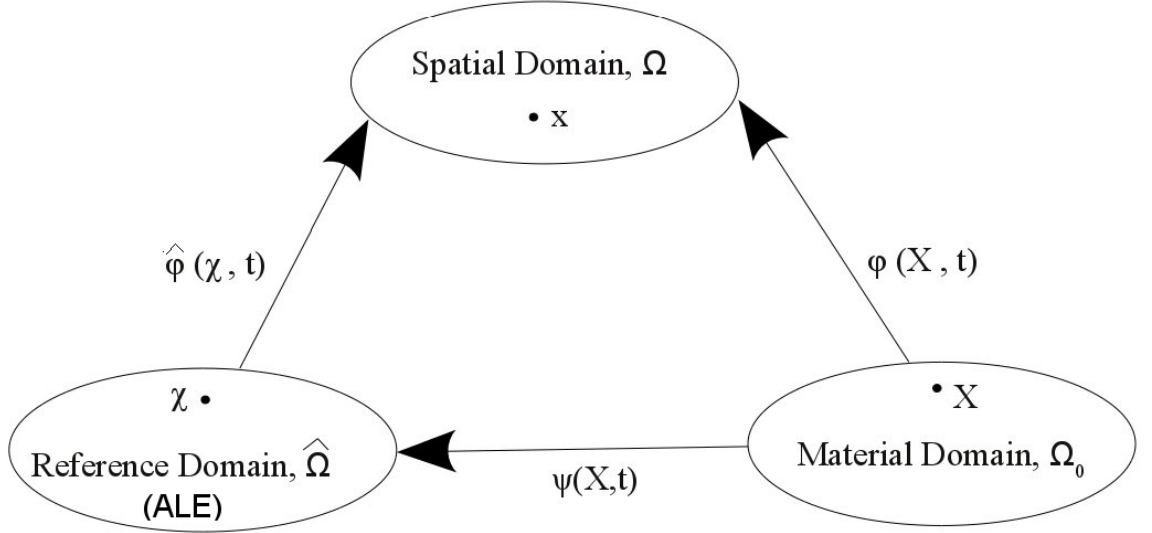 Spatial Domain, Ω
x
φ̂ (χ , t)
φ (X , t)
χ
X
Reference Domain, Ω̂
(ALE)
Material Domain, Ω₀
ψ(X,t)